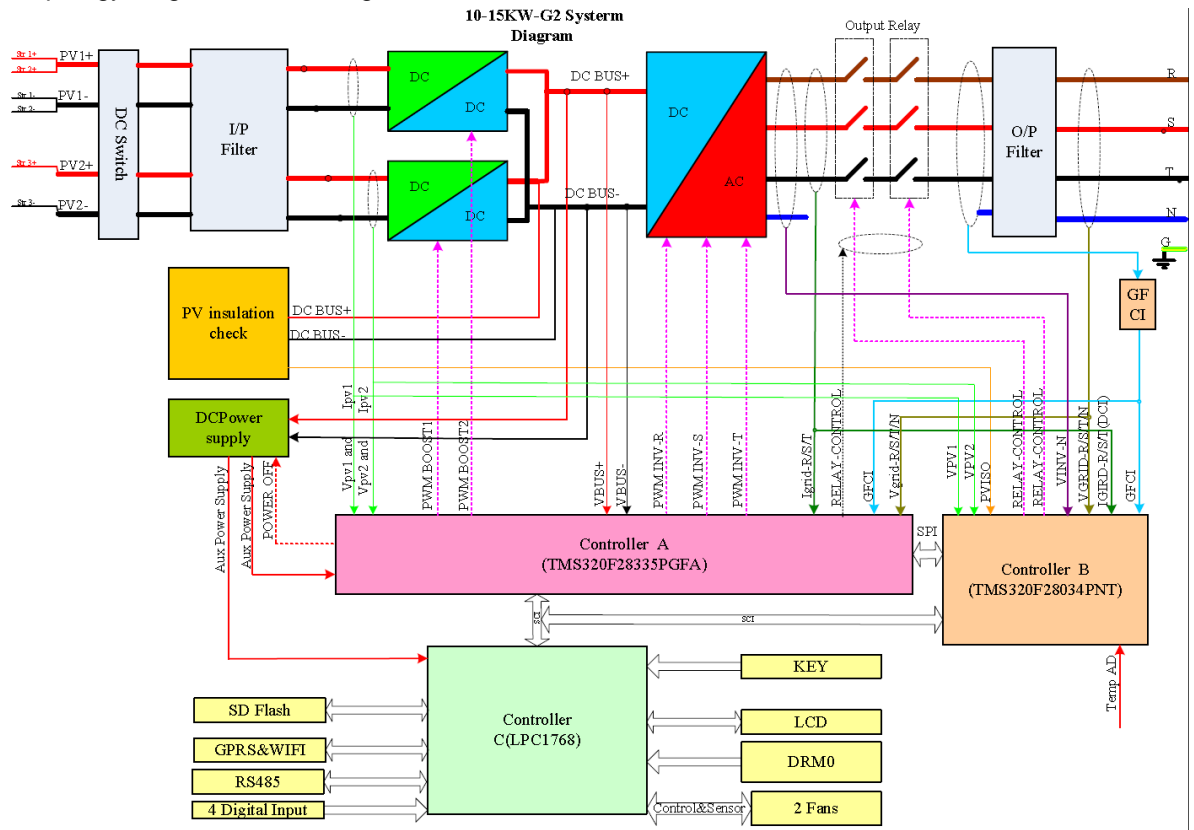 10-15KW-G2 Systerm
Diagram
Output Relay
Str 1+
Str 2+
PV1+
Str 1-
Str 2-
PV1-
Str 3+
PV2+
Str 3-
PV2-
DC Switch
I/P
Filter
DC
DC
DC
DC
DC BUS+
DC BUS-
DC
AC
O/P
Filter
R
S
T
N
G
GF
CI
PV insulation
check
DC BUS+
DC BUS-
DCPower
supply
Aux Power Supply
Aux Power Supply
POWER OFF
Vpv1 and Ipv1
Vpv2 and Ipv2
PWM BOOST1
PWM BOOST2
VBUS+
VBUS-
PWM INV-R
PWM INV-S
PWM INV-T
Igrid-R/S/T
RELAY-CONTROL
GFCI
Vgrid-R/S/T/N
VPV1
VPV2
PVISO
RELAY-CONTROL
RELAY-CONTROL
VINV-N
VGRID-R/S/T/N
IGIRD-R/S/T(DCI)
GFCI
Controller A
(TMS320F28335PGFA)
SPI
Controller B
(TMS320F28034PNT)
SCI
SCI
Temp AD
Controller
C(LPC1768)
SD Flash
GPRS&WIFI
RS485
4 Digital Input
KEY
LCD
DRM0
Control&Sensor
2 Fans